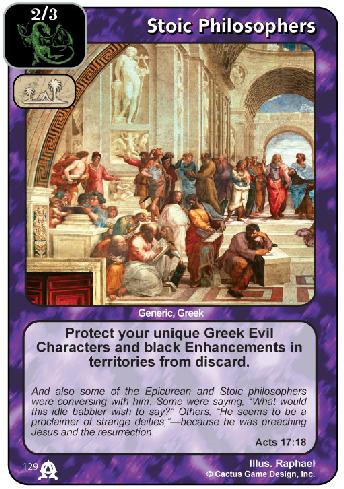 2/3
Stoic Philosophers
Generic, Greek
Protect your unique Greek Evil
Characters and black Enhancements in
territories from discard.
And also some of the Epicurean and Stoic philosophers
were conversing with him. Some were saying, "What would
this idle babbler wish to say?" Others, "He seems to be a
proclaimer of strange deities"—because he was preaching
Jesus and the resurrection
Acts 17:18
129
Illus. Raphael
© Cactus Game Design, Inc.